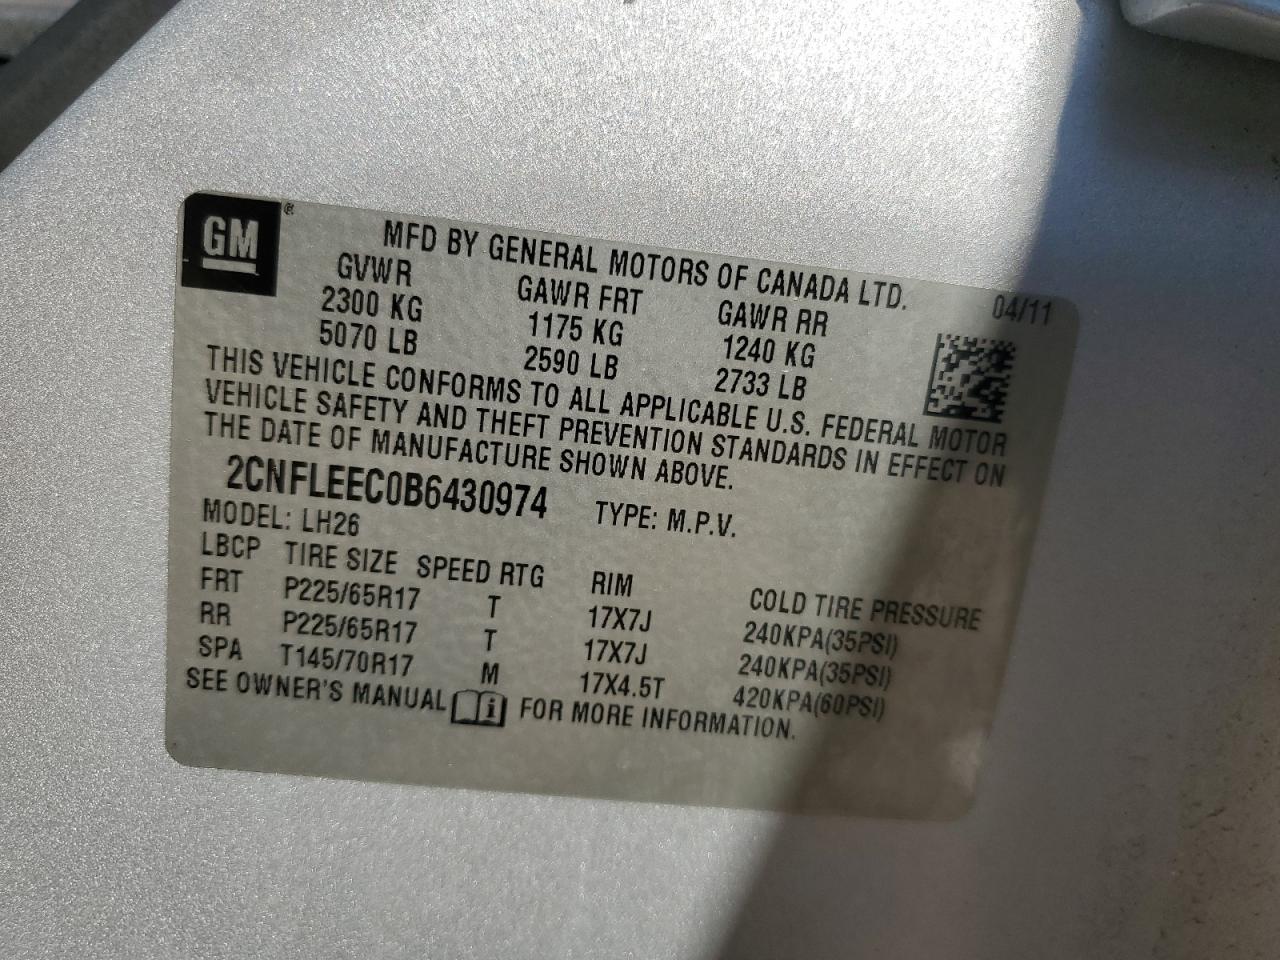 GM ®
MFD BY GENERAL MOTORS OF CANADA LTD.
GVWR GAWR FRT GAWR RR 04/11
2300 KG 1175 KG 1240 KG
5070 LB 2590 LB 2733 LB
THIS VEHICLE CONFORMS TO ALL APPLICABLE U.S. FEDERAL MOTOR
VEHICLE SAFETY AND THEFT PREVENTION STANDARDS IN EFFECT ON
THE DATE OF MANUFACTURE SHOWN ABOVE.
2CNFLEEC0B6430974 TYPE: M.P.V.
MODEL: LH26
LBCP TIRE SIZE SPEED RTG RIM COLD TIRE PRESSURE
FRT P225/65R17 T 17X7J 240KPA(35PSI)
RR P225/65R17 T 17X7J 240KPA(35PSI)
SPA T145/70R17 M 17X4.5T 420KPA(60PSI)
SEE OWNER'S MANUAL i FOR MORE INFORMATION.